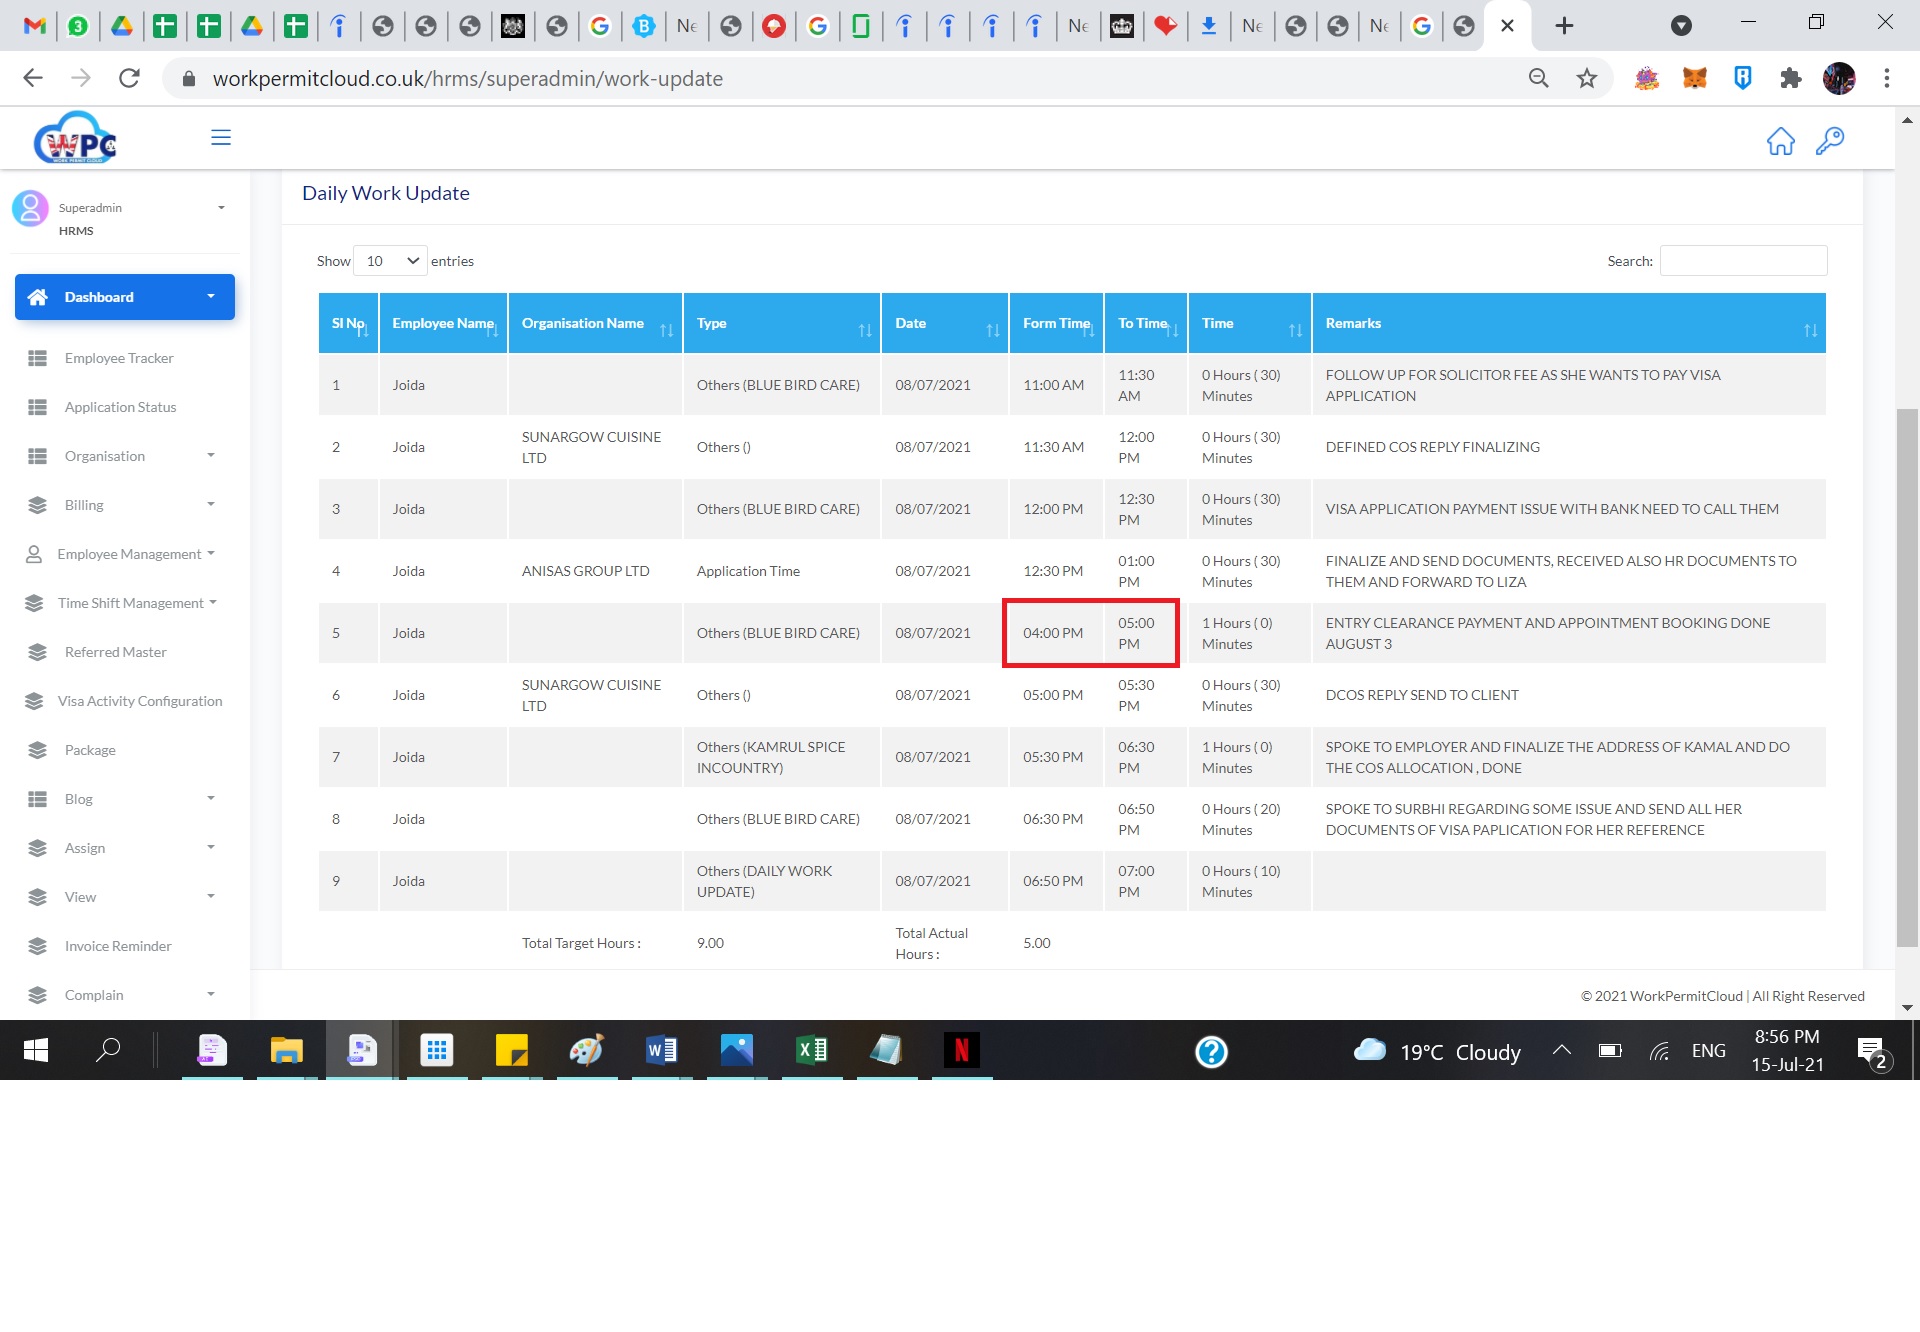 3
Ne
Ne
Ne
Ne
workpermitcloud.co.uk/hrms/superadmin/work-update
WPC
WORK PERMIT CLOUD
Superadmin
HRMS
Dashboard
Employee Tracker
Application Status
Organisation
Billing
Employee Management
Time Shift Management
Referred Master
Visa Activity Configuration
Package
Blog
Assign
View
Invoice Reminder
Complain
Daily Work Update
Show 10 entries
Search:
Sl No Employee Name Organisation Name Type Date Form Time To Time Time Remarks
1 Joida Others (BLUE BIRD CARE) 08/07/2021 11:00 AM 11:30 AM 0 Hours ( 30) Minutes FOLLOW UP FOR SOLICITOR FEE AS SHE WANTS TO PAY VISA APPLICATION
2 Joida SUNARGOW CUISINE LTD Others () 08/07/2021 11:30 AM 12:00 PM 0 Hours ( 30) Minutes DEFINED COS REPLY FINALIZING
3 Joida Others (BLUE BIRD CARE) 08/07/2021 12:00 PM 12:30 PM 0 Hours ( 30) Minutes VISA APPLICATION PAYMENT ISSUE WITH BANK NEED TO CALL THEM
4 Joida ANISAS GROUP LTD Application Time 08/07/2021 12:30 PM 01:00 PM 0 Hours ( 30) Minutes FINALIZE AND SEND DOCUMENTS, RECEIVED ALSO HR DOCUMENTS TO THEM AND FORWARD TO LIZA
5 Joida Others (BLUE BIRD CARE) 08/07/2021 04:00 PM 05:00 PM 1 Hours ( 0) Minutes ENTRY CLEARANCE PAYMENT AND APPOINTMENT BOOKING DONE AUGUST 3
6 Joida SUNARGOW CUISINE LTD Others () 08/07/2021 05:00 PM 05:30 PM 0 Hours ( 30) Minutes DCOS REPLY SEND TO CLIENT
7 Joida Others (KAMRUL SPICE INCOUNTRY) 08/07/2021 05:30 PM 06:30 PM 1 Hours ( 0) Minutes SPOKE TO EMPLOYER AND FINALIZE THE ADDRESS OF KAMAL AND DO THE COS ALLOCATION , DONE
8 Joida Others (BLUE BIRD CARE) 08/07/2021 06:30 PM 06:50 PM 0 Hours ( 20) Minutes SPOKE TO SURBHI REGARDING SOME ISSUE AND SEND ALL HER DOCUMENTS OF VISA PAPLICATION FOR HER REFERENCE
9 Joida Others (DAILY WORK UPDATE) 08/07/2021 06:50 PM 07:00 PM 0 Hours ( 10) Minutes
Total Target Hours : 9.00 Total Actual Hours : 5.00
© 2021 WorkPermitCloud | All Right Reserved
19°C Cloudy
ENG
8:56 PM
15-Jul-21
2